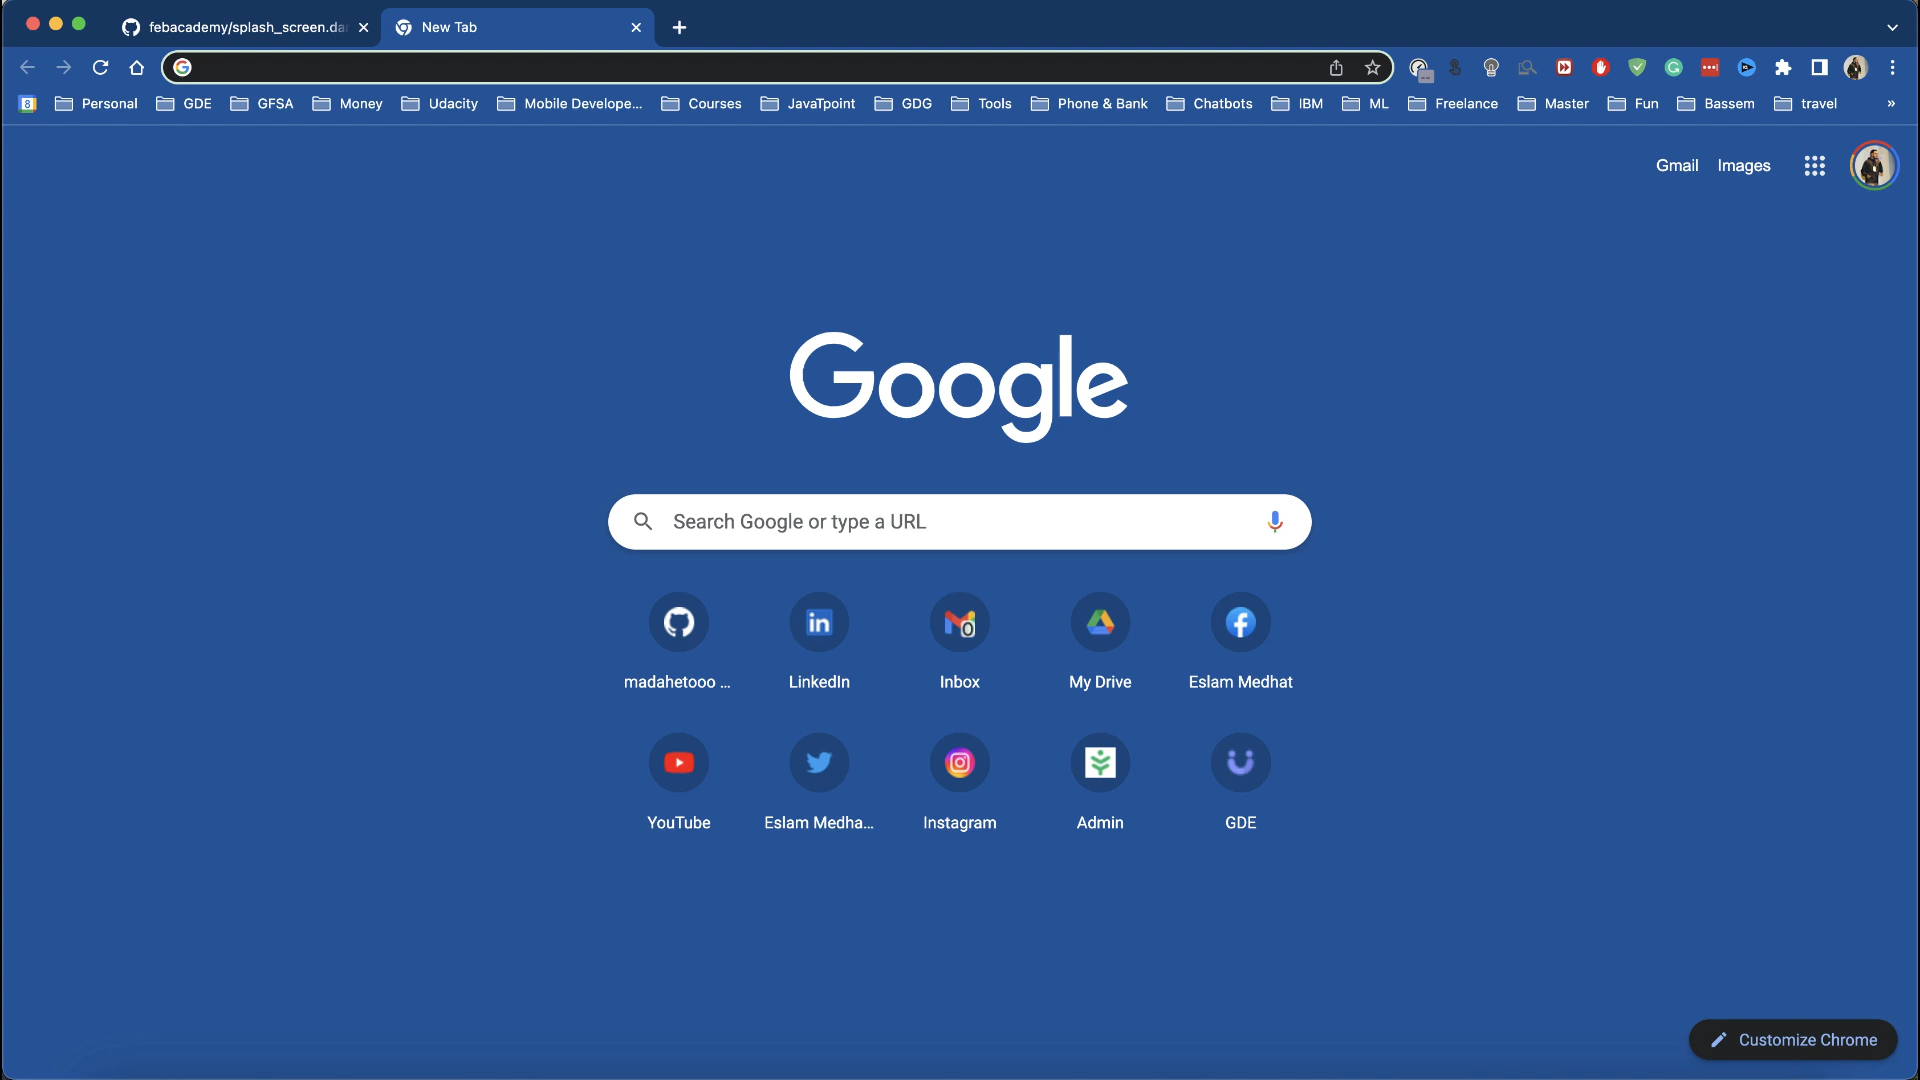 febacademy/splash_screen.da
New Tab
8 Personal GDE GFSA Money Udacity Mobile Develope... Courses JavaTpoint GDG Tools Phone & Bank Chatbots IBM ML Freelance Master Fun Bassem travel »
Gmail Images
Google
Search Google or type a URL
madahetooo ... LinkedIn Inbox My Drive Eslam Medhat
YouTube Eslam Medha... Instagram Admin GDE
Customize Chrome